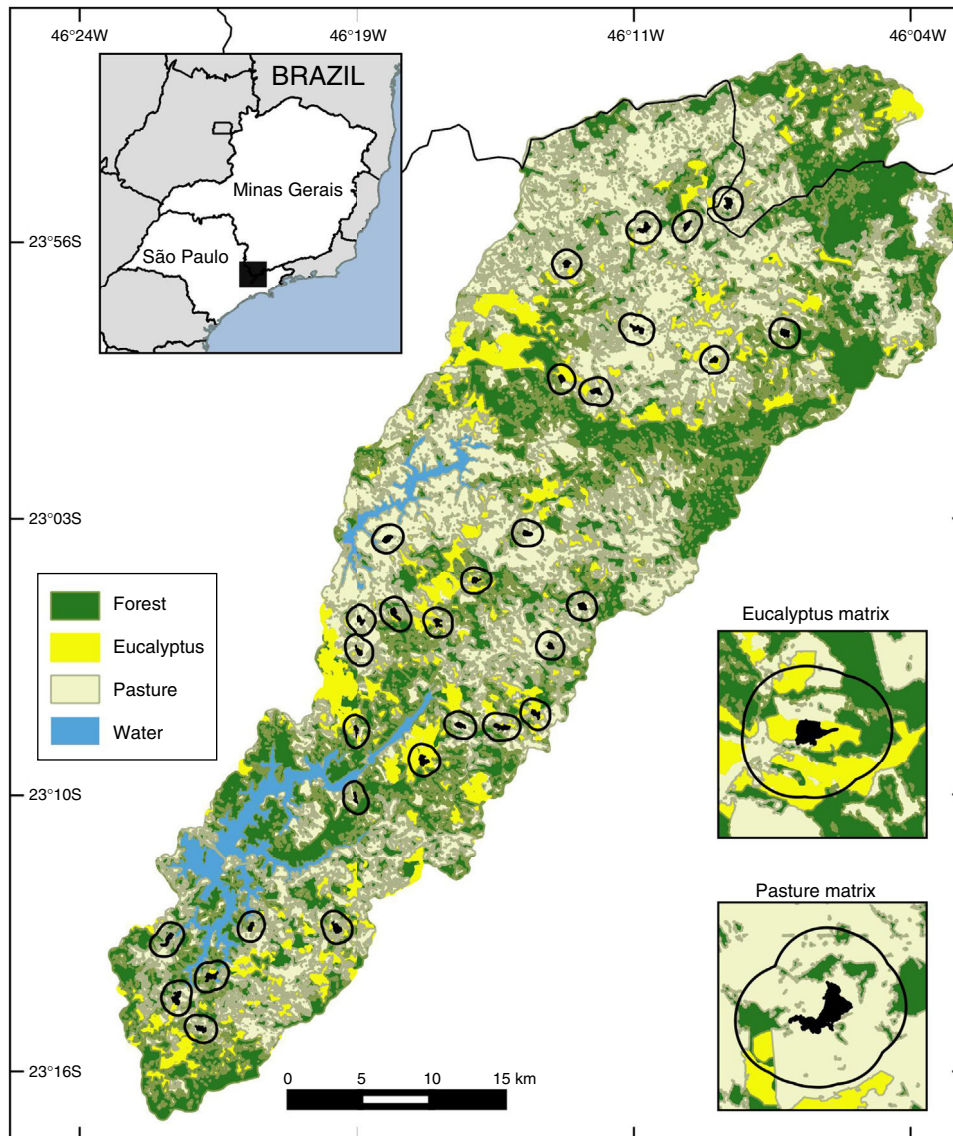 46°24W 46°19W 46°11W 46°04W
BRAZIL
Minas Gerais
São Paulo
23°56S
23°03S
Forest
Eucalyptus
Pasture
Water
Eucalyptus matrix
23°10S
Pasture matrix
23°16S
0 5 10 15 km